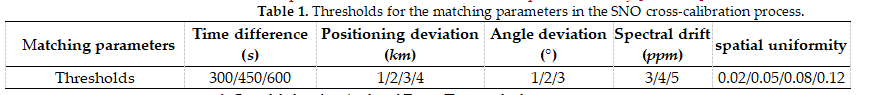 Table 1. Thresholds for the matching parameters in the SNO cross-calibration process.
Matching parameters Time difference (s) Positioning deviation (km) Angle deviation (°) Spectral drift (ppm) spatial uniformity
Thresholds 300/450/600 1/2/3/4 1/2/3 3/4/5 0.02/0.05/0.08/0.12